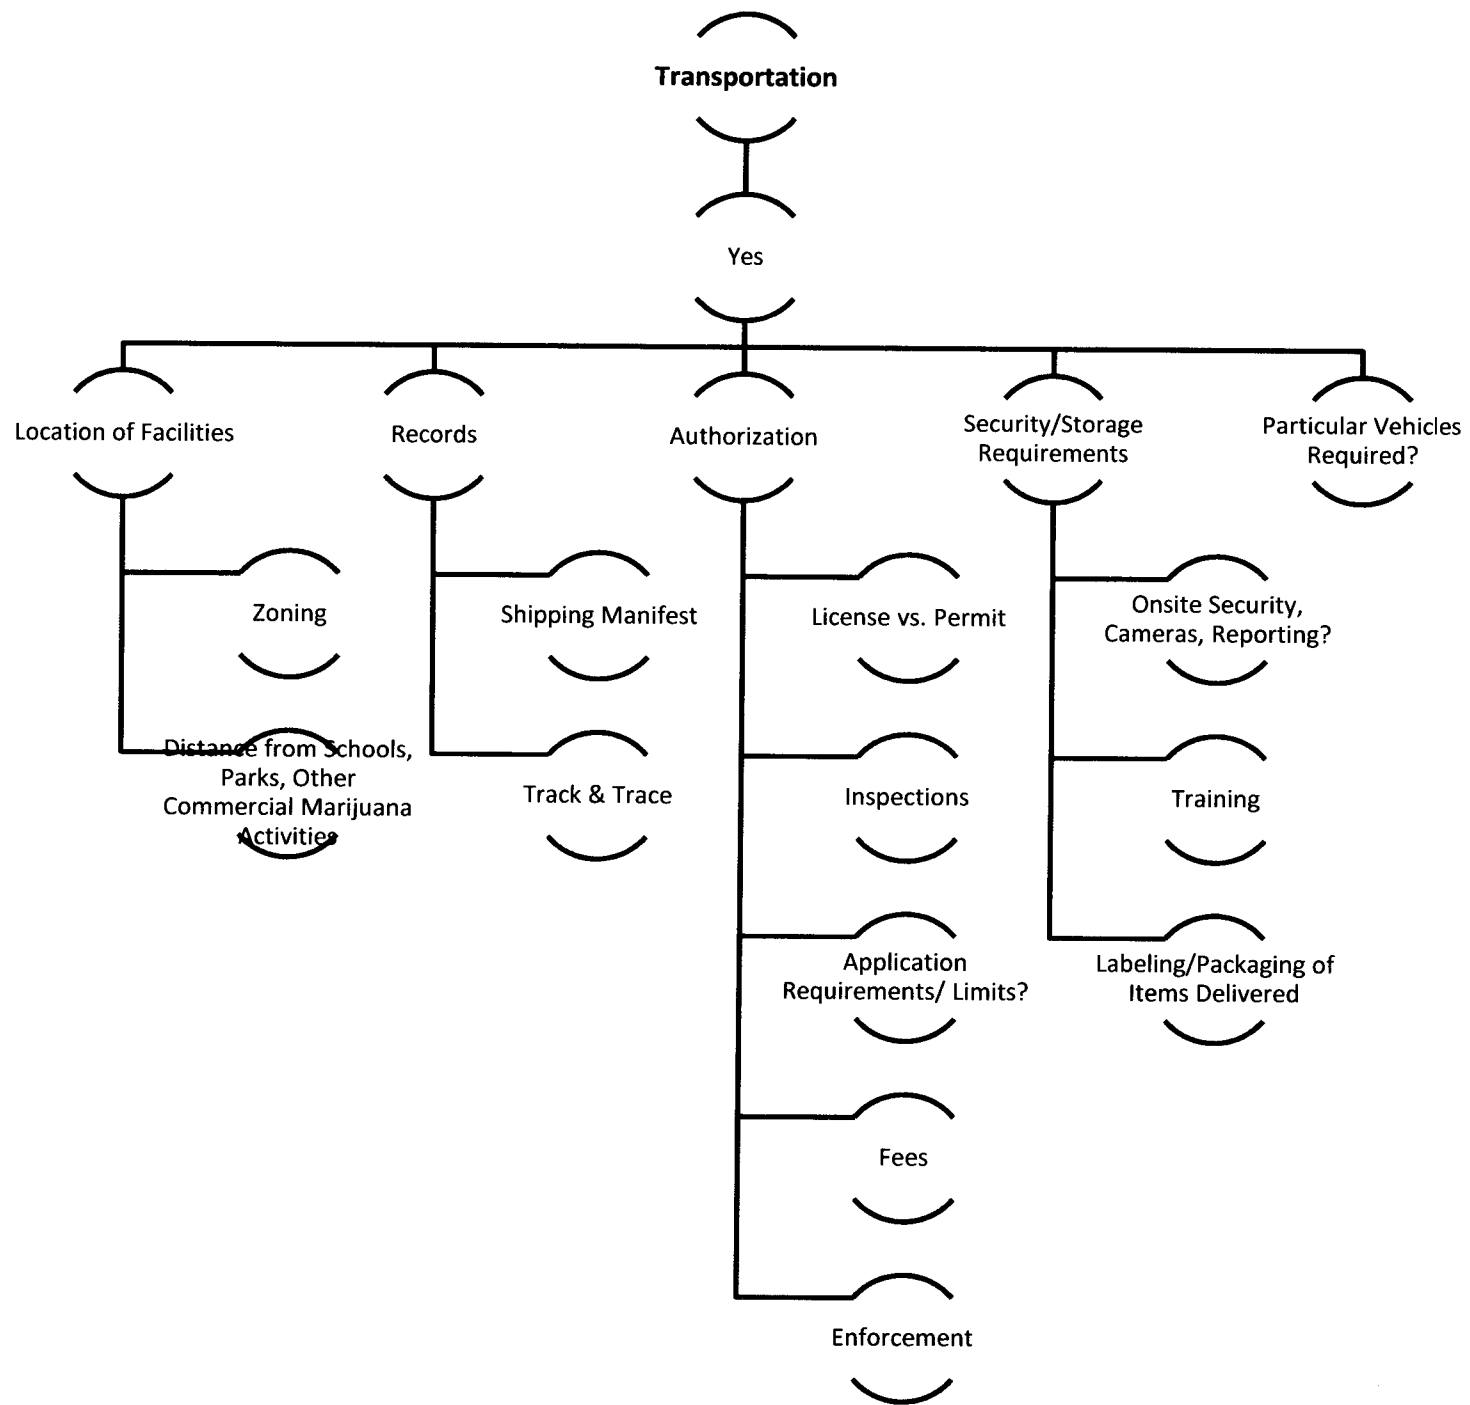 Transportation
Yes
Location of Facilities
Records
Authorization
Security/Storage
Requirements
Particular Vehicles
Required?
Zoning
Shipping Manifest
License vs. Permit
Onsite Security,
Cameras, Reporting?
Distance from Schools,
Parks, Other
Commercial Marijuana
Activities
Track & Trace
Inspections
Training
Application
Requirements/ Limits?
Labeling/Packaging of
Items Delivered
Fees
Enforcement